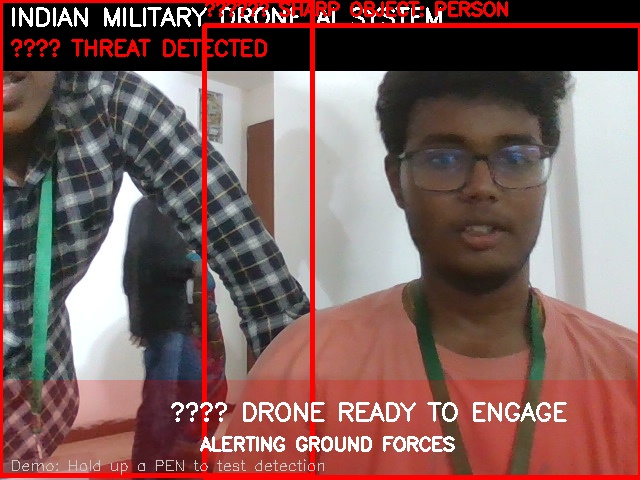 INDIAN MILITARY DRONE AI SYSTEM
?????? SHARP OBJECT: PERSON
???? THREAT DETECTED
???? DRONE READY TO ENGAGE
ALERTING GROUND FORCES
Demo: Hold up a PEN to test detection